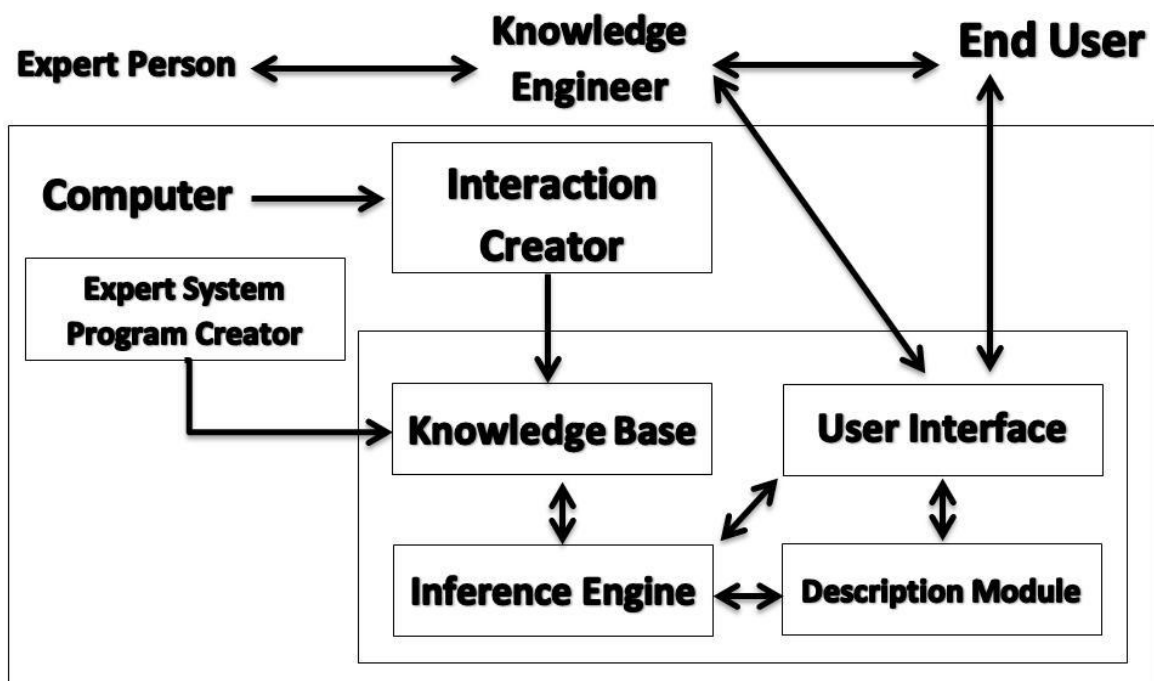 Expert Person
Knowledge
Engineer
End User
Computer
Interaction
Creator
Expert System
Program Creator
Knowledge Base
User Interface
Inference Engine
Description Module